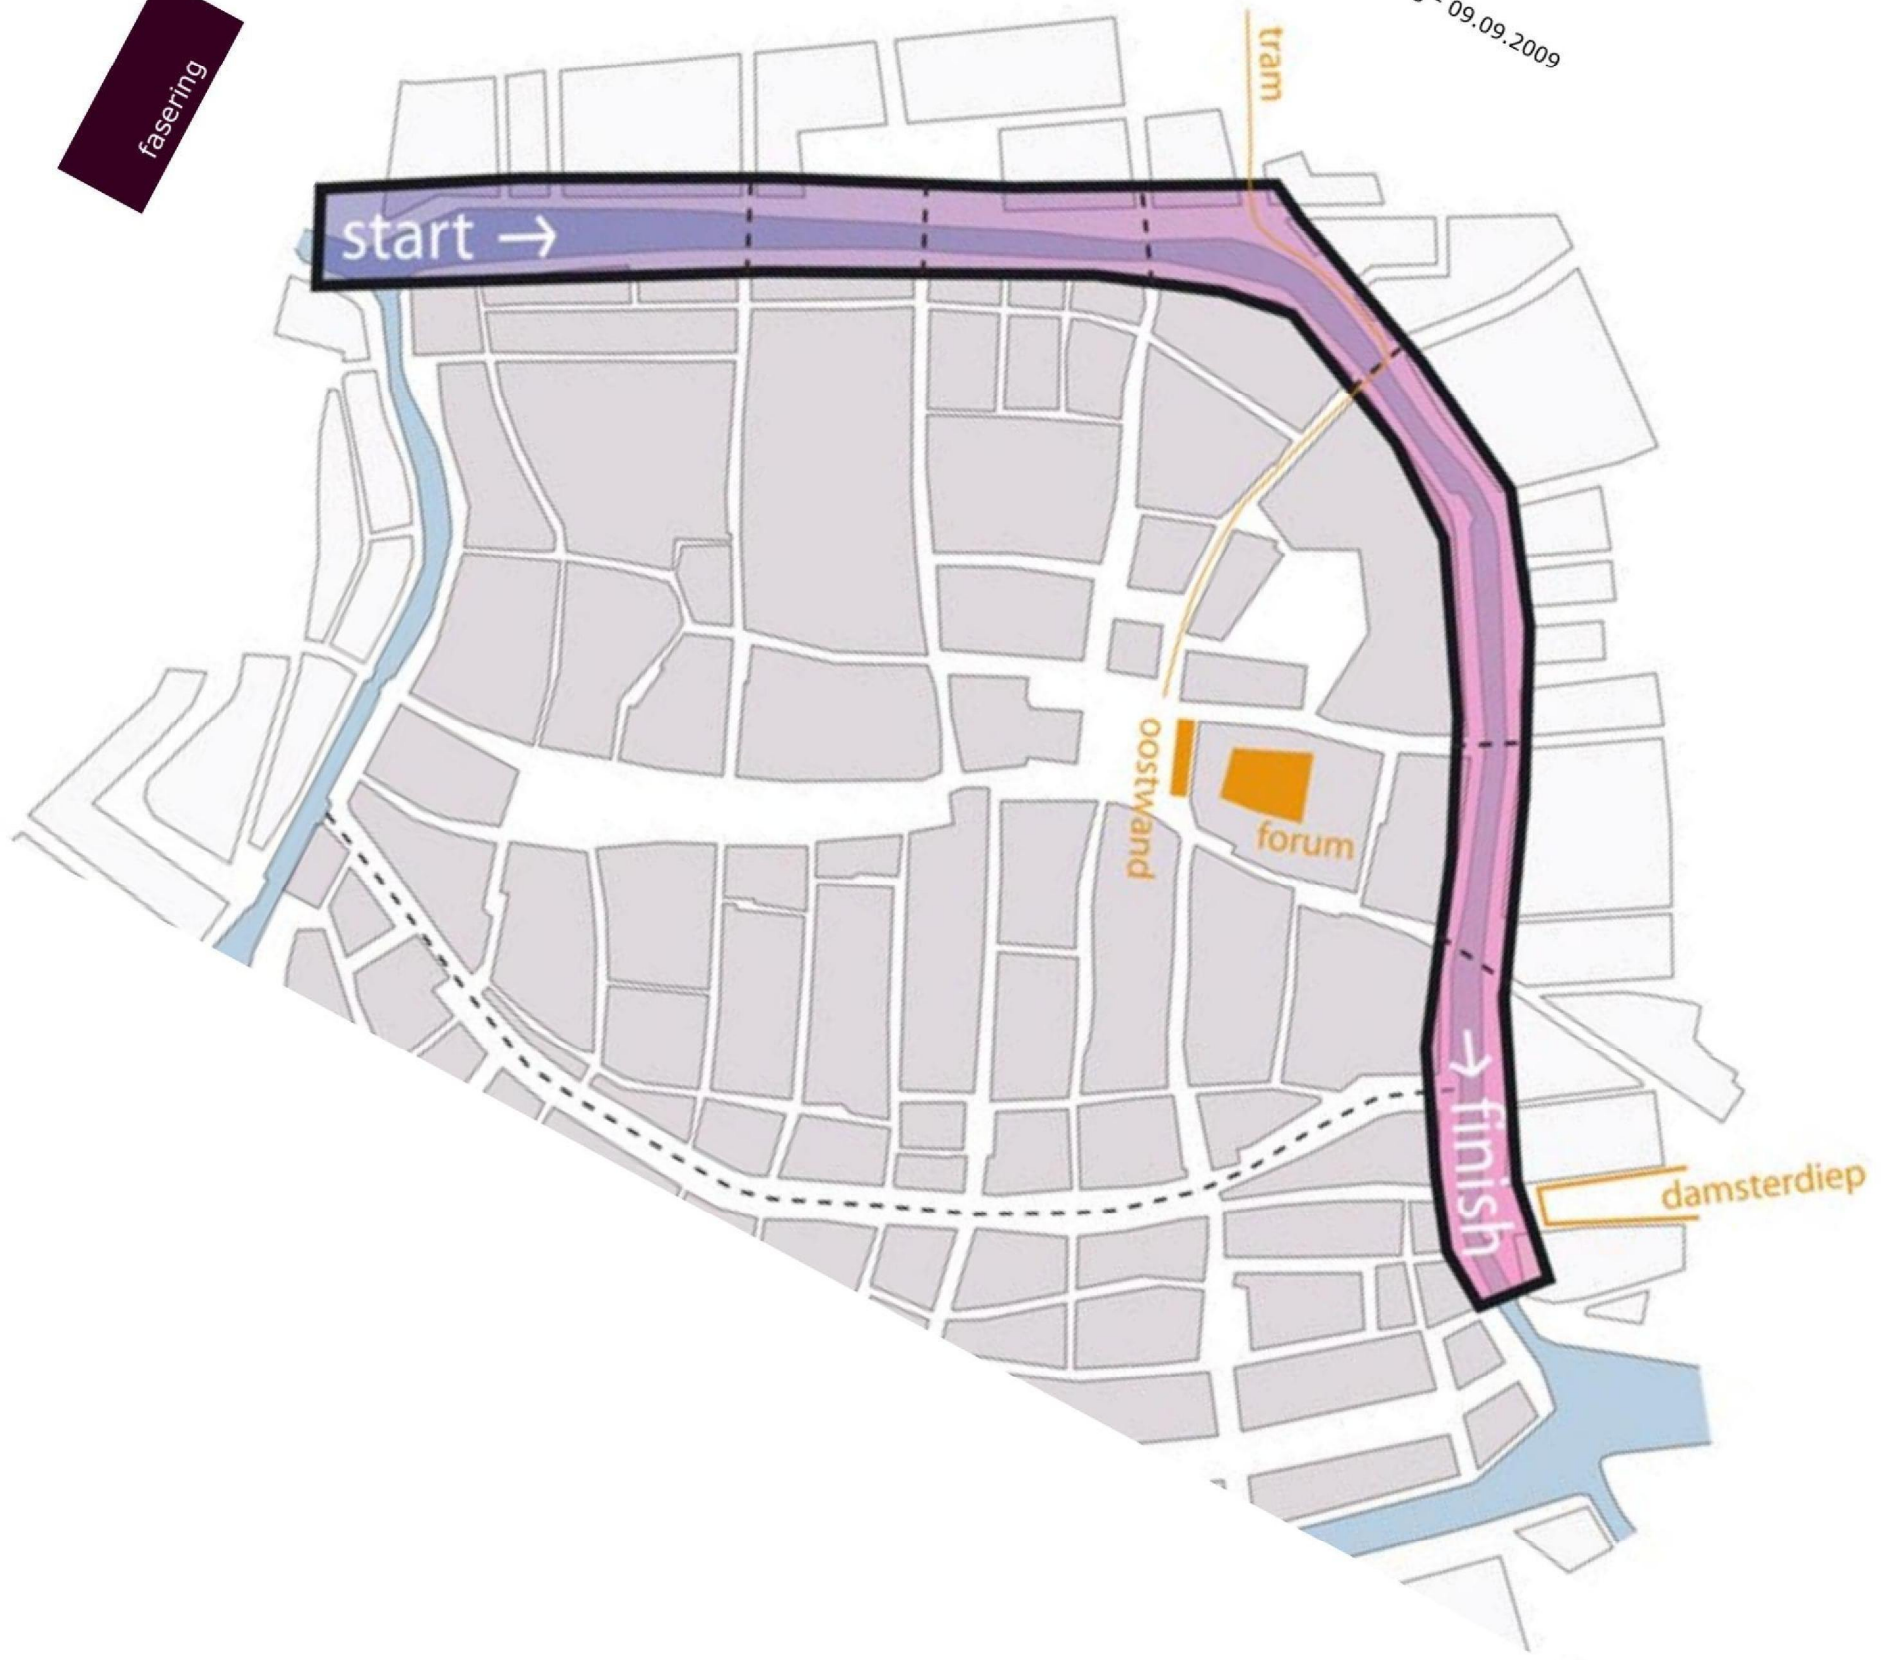 fasering
09.09.2009
tram
start →
oostwand
forum
→ finish
damsterdiep